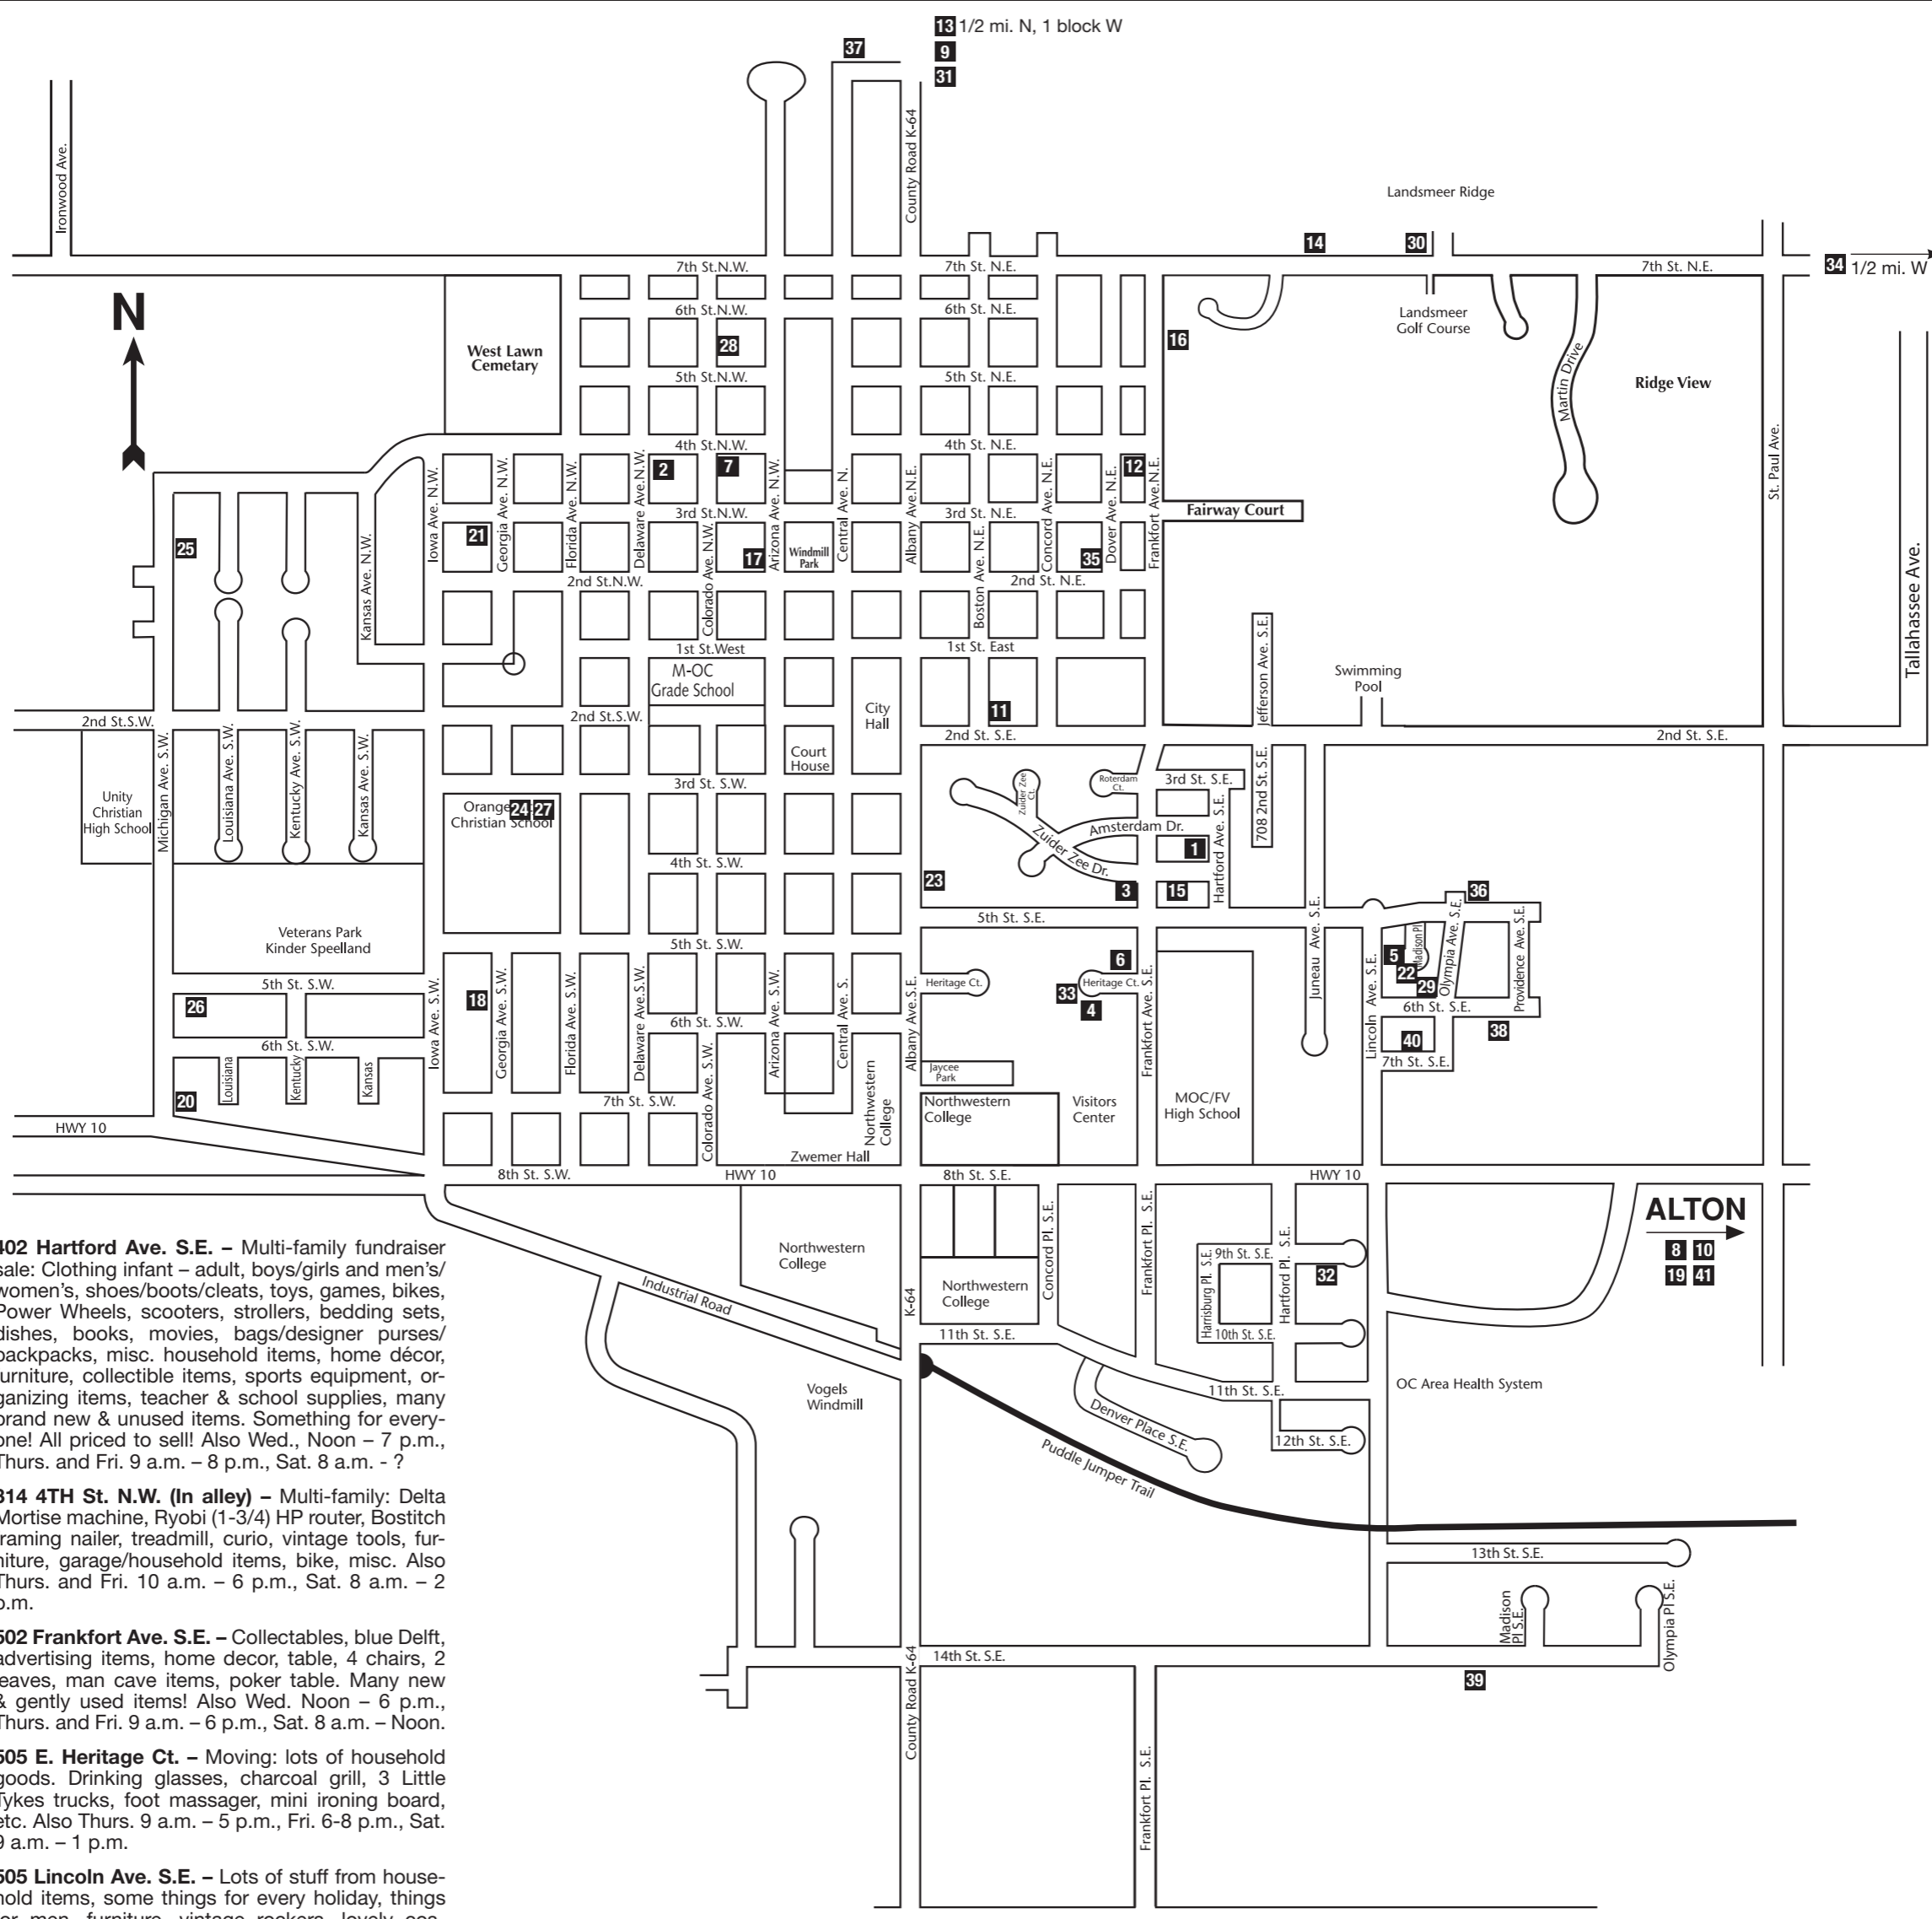 13 1/2 mi. N, 1 block W
9
31
37
Ironwood Ave.
County Road K-64
Landsmeer Ridge
14
30
7th St.N.W.
7th St. N.E.
7th St. N.E.
34 1/2 mi. W
N
6th St.N.W.
6th St. N.E.
Landsmeer
Golf Course
West Lawn
Cemetary
28
16
Martin Drive
Ridge View
5th St.N.W.
5th St. N.E.
4th St.N.W.
4th St. N.E.
St. Paul Ave.
2
7
12
Iowa Ave. N.W.
Georgia Ave. N.W.
Florida Ave. N.W.
Delaware Ave.N.W.
Colorado Ave. N.W.
Arizona Ave. N.W.
Central Ave. N.
Albany Ave.N.E.
Boston Ave. N.E.
Concord Ave. N.E.
Dover Ave. N.E.
Frankfort Ave.N.E.
3rd St.N.W.
3rd St. N.E.
Fairway Court
25
21
17
Windmill
Park
35
Kansas Ave. N.W.
2nd St.N.W.
2nd St. N.E.
Tallahassee Ave.
1st St.West
1st St. East
M-OC
Grade School
Jefferson Ave. S.E.
Swimming
Pool
City
Hall
11
2nd St.S.W.
2nd St.S.W.
2nd St. S.E.
2nd St. S.E.
Michigan Ave. S.W.
Louisiana Ave. S.W.
Kentucky Ave. S.W.
Kansas Ave. S.W.
Court
House
3rd St. S.W.
Zuider Zee
Ct.
Roterdam
Ct.
3rd St. S.E.
708 2nd St. S.E.
Unity
Christian
High School
Orange
24 27
Christian School
Zuider Zee Dr.
Amsterdam Dr.
Hartford Ave. S.E.
1
4th St. S.W.
23
3
15
36
5th St. S.E.
Veterans Park
Kinder Speelland
5th St. S.W.
Juneau Ave. S.E.
Lincoln Ave. S.E.
Madison Pl
Olympia Ave. S.E.
Providence Ave. S.E.
5
22
29
6
5th St. S.W.
Heritage Ct.
Heritage Ct.
33
4
26
18
Iowa Ave. S.W.
Georgia Ave. S.W.
Florida Ave. S.W.
Delaware Ave.S.W.
Colorado Ave. S.W.
Arizona Ave. S.W.
Central Ave. S.
Albany Ave.S.E.
Frankfort Ave. S.E.
6th St. S.E.
6th St. S.W.
38
6th St. S.W.
40
7th St. S.E.
Louisiana
Kentucky
Kansas
Jaycee
Park
20
7th St. S.W.
Northwestern
College
Northwestern
College
Visitors
Center
MOC/FV
High School
HWY 10
Zwemer Hall
8th St. S.W.
HWY 10
8th St. S.E.
HWY 10
ALTON
8 10
19 41
Northwestern
College
Concord Pl. S.E.
Frankfort Pl. S.E.
Harrisburg Pl. S.E.
9th St. S.E.
Hartford Pl. S.E.
32
Industrial Road
K-64
Northwestern
College
11th St. S.E.
10th St. S.E.
Vogels
Windmill
11th St. S.E.
OC Area Health System
Denver Place S.E.
12th St. S.E.
Puddle Jumper Trail
13th St. S.E.
Madison
Pl S.E.
Olympia Pl S.E.
14th St. S.E.
39
County Road K-64
Frankfort Pl. S.E.
402 Hartford Ave. S.E. – Multi-family fundraiser
sale: Clothing infant – adult, boys/girls and men's/
women's, shoes/boots/cleats, toys, games, bikes,
Power Wheels, scooters, strollers, bedding sets,
dishes, books, movies, bags/designer purses/
backpacks, misc. household items, home décor,
furniture, collectible items, sports equipment, or-
ganizing items, teacher & school supplies, many
brand new & unused items. Something for every-
one! All priced to sell! Also Wed., Noon – 7 p.m.,
Thurs. and Fri. 9 a.m. – 8 p.m., Sat. 8 a.m. - ?
314 4TH St. N.W. (In alley) – Multi-family: Delta
Mortise machine, Ryobi (1-3/4) HP router, Bostitch
framing nailer, treadmill, curio, vintage tools, fur-
niture, garage/household items, bike, misc. Also
Thurs. and Fri. 10 a.m. – 6 p.m., Sat. 8 a.m. – 2
p.m.
502 Frankfort Ave. S.E. – Collectables, blue Delft,
advertising items, home decor, table, 4 chairs, 2
leaves, man cave items, poker table. Many new
& gently used items! Also Wed. Noon – 6 p.m.,
Thurs. and Fri. 9 a.m. – 6 p.m., Sat. 8 a.m. – Noon.
505 E. Heritage Ct. – Moving: lots of household
goods. Drinking glasses, charcoal grill, 3 Little
Tykes trucks, foot massager, mini ironing board,
etc. Also Thurs. 9 a.m. – 5 p.m., Fri. 6-8 p.m., Sat.
9 a.m. – 1 p.m.
505 Lincoln Ave. S.E. – Lots of stuff from house-
hold items, some things for every holiday, things